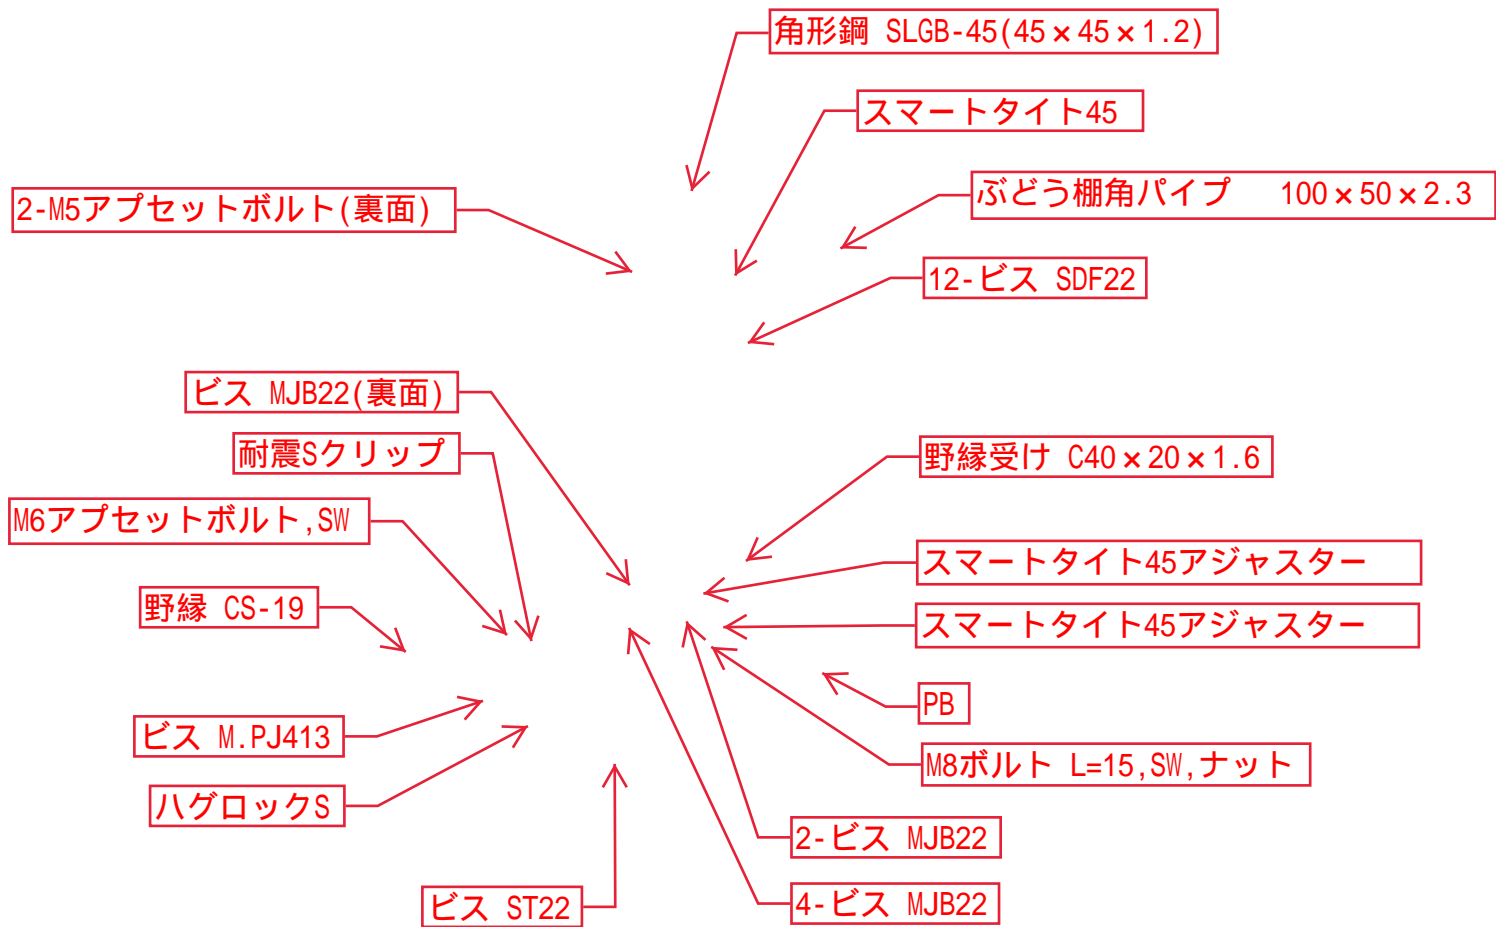 角形鋼 SLGB-45(45×45×1.2)
スマートタイト45
ぶどう棚角パイプ　100×50×2.3
2-M5アプセットボルト(裏面)
12-ビス SDF22
ビス MJB22(裏面)
耐震Sクリップ
野縁受け C40×20×1.6
M6アプセットボルト,SW
スマートタイト45アジャスター
野縁 CS-19
スマートタイト45アジャスター
PB
ビス M.PJ413
M8ボルト L=15,SW,ナット
ハグロックS
2-ビス MJB22
ビス ST22
4-ビス MJB22